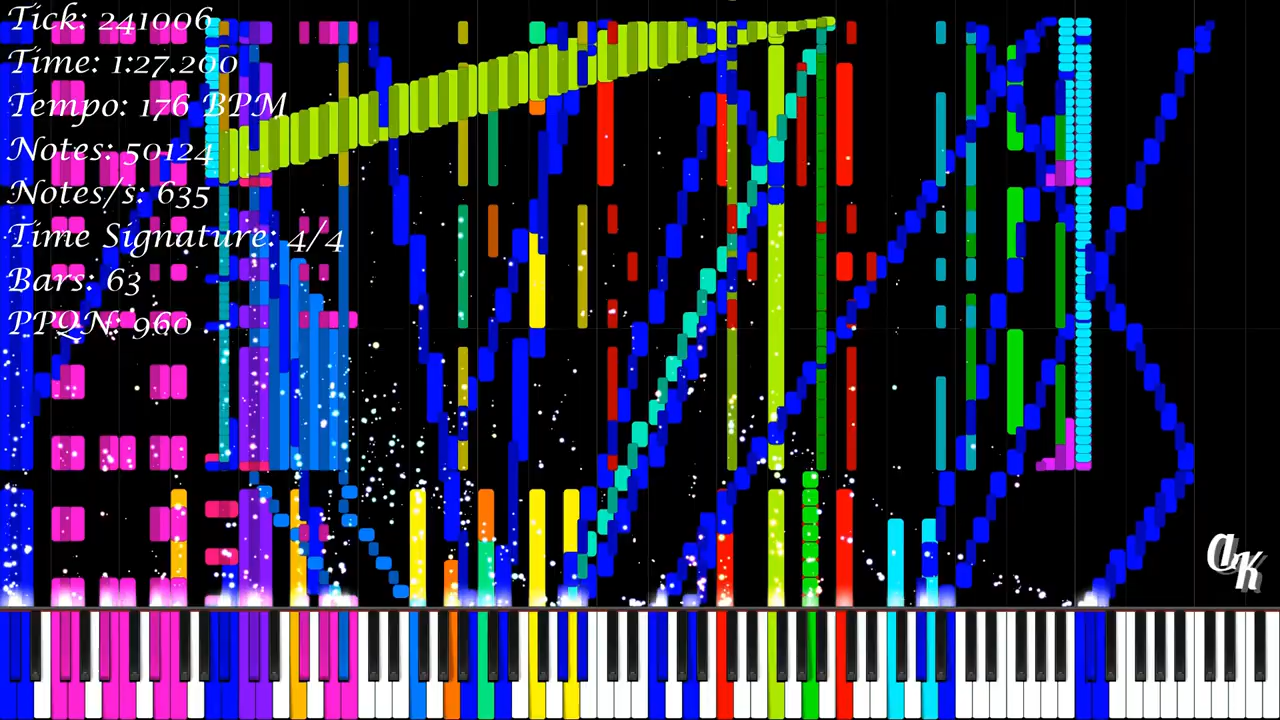 Tick: 241006
Time: 1:27.200
Tempo: 176 BPM
Notes: 50124
Notes/s: 635
Time Signature: 4/4
Bars: 63
PPQN: 960
aK